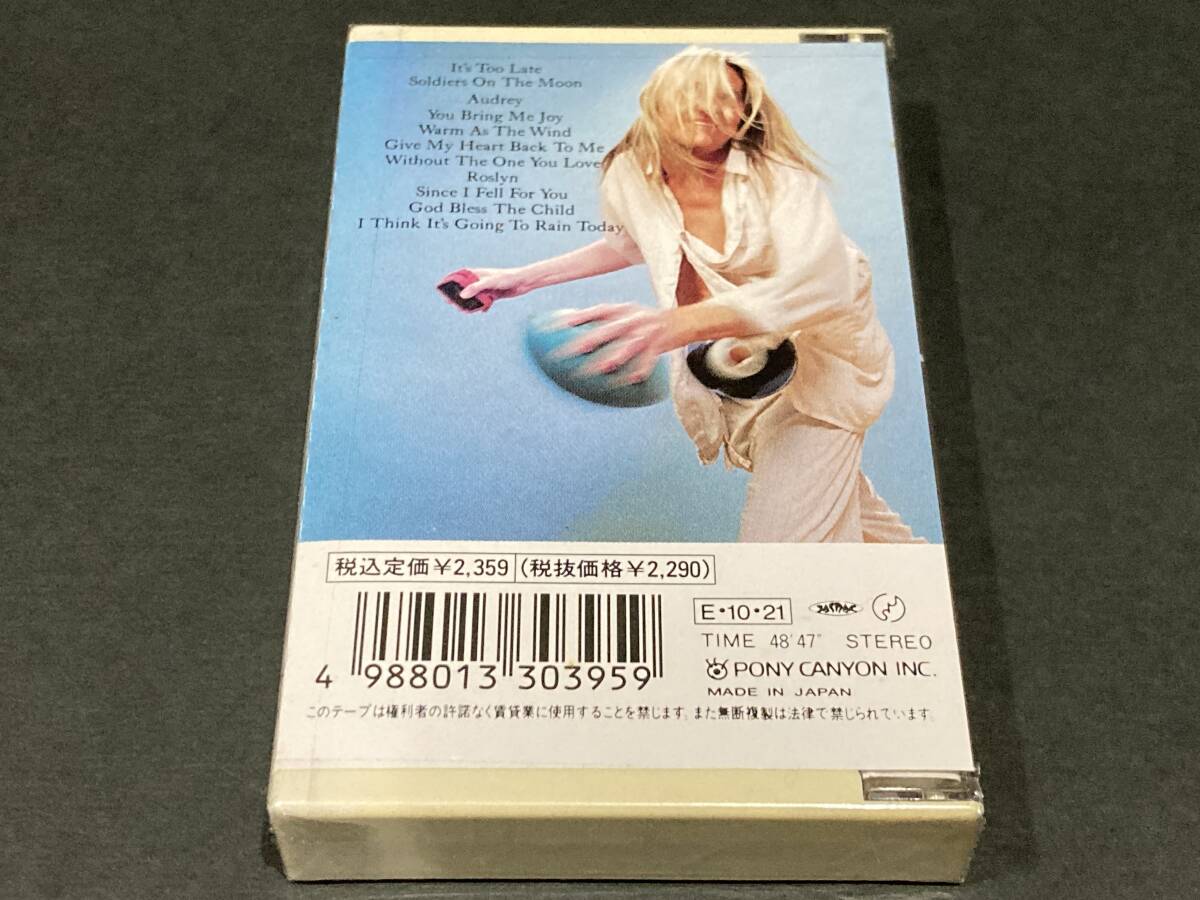 It's Too Late
Soldiers On The Moon
Audrey
You Bring Me Joy
Warm As The Wind
Give My Heart Back To Me
Without The One You Love
Roslyn
Since I Fell For You
God Bless The Child
I Think It's Going To Rain Today
税込定価¥2,359 (税抜価格¥2,290)
4 988013 303959
E•10•21
TIME 48'47" STEREO
PONY CANYON INC.
MADE IN JAPAN
このテープは権利者の許諾なく賃貸業に使用することを禁じます。また無断複製は法律で禁じられています。